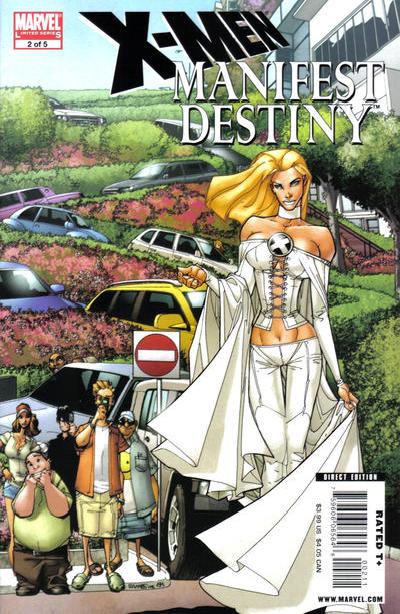 MARVEL
LIMITED SERIES
2 of 5
X-MEN
MANIFEST
DESTINY™
DIRECT EDITION
RATED T+
$3.99 US $4.05 CAN
WWW.MARVEL.COM